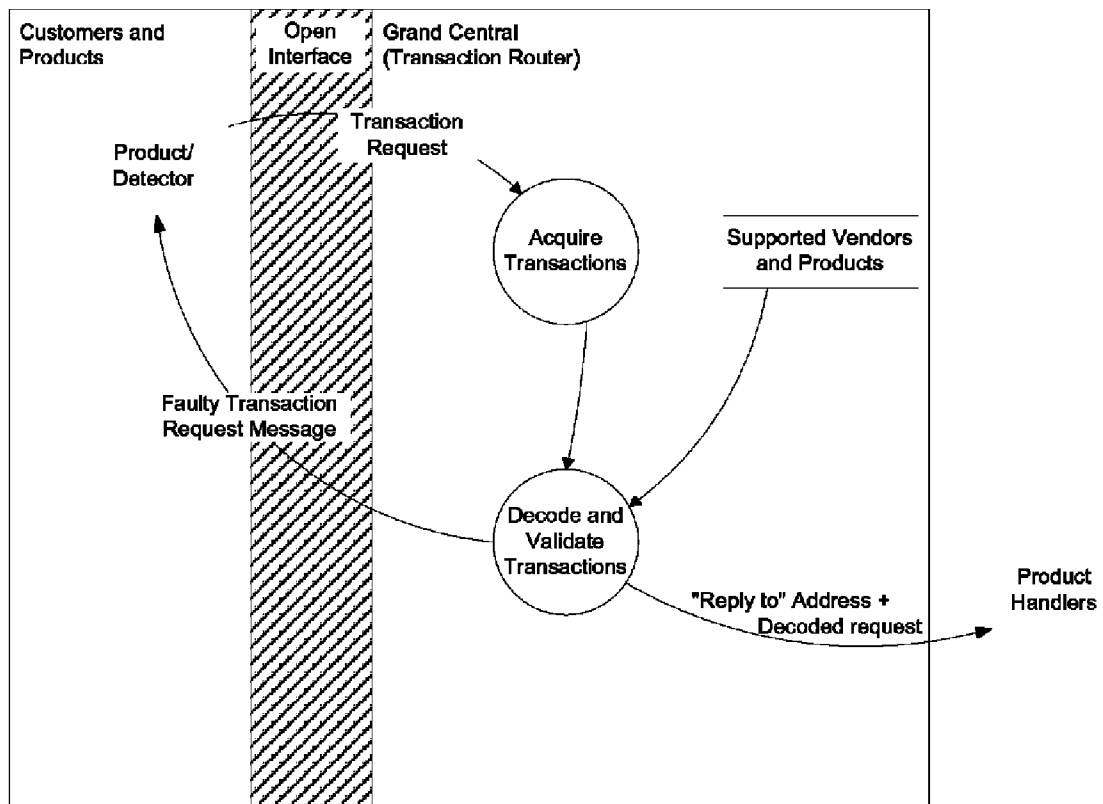 Customers and
Products
Open
Interface
Grand Central
(Transaction Router)
Transaction
Request
Product/
Detector
Acquire
Transactions
Supported Vendors
and Products
Faulty Transaction
Request Message
Decode and
Validate
Transactions
"Reply to" Address +
Decoded request
Product
Handlers